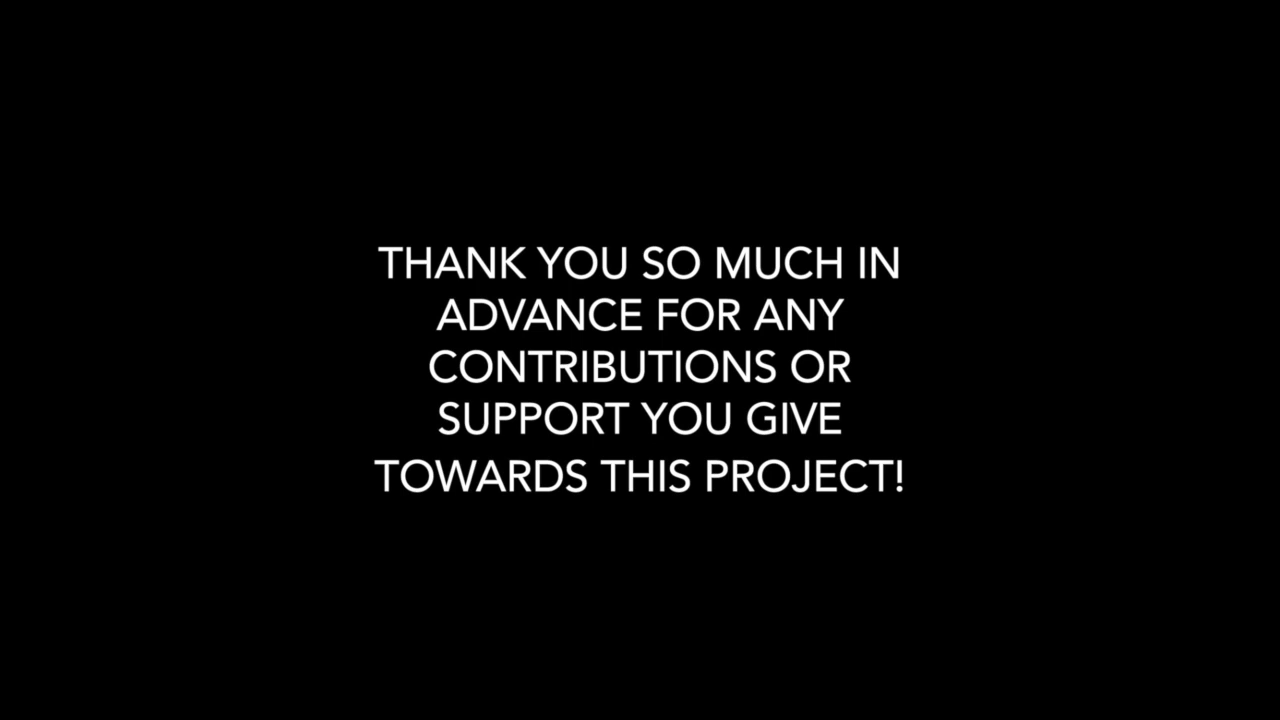 THANK YOU SO MUCH IN
ADVANCE FOR ANY
CONTRIBUTIONS OR
SUPPORT YOU GIVE
TOWARDS THIS PROJECT!